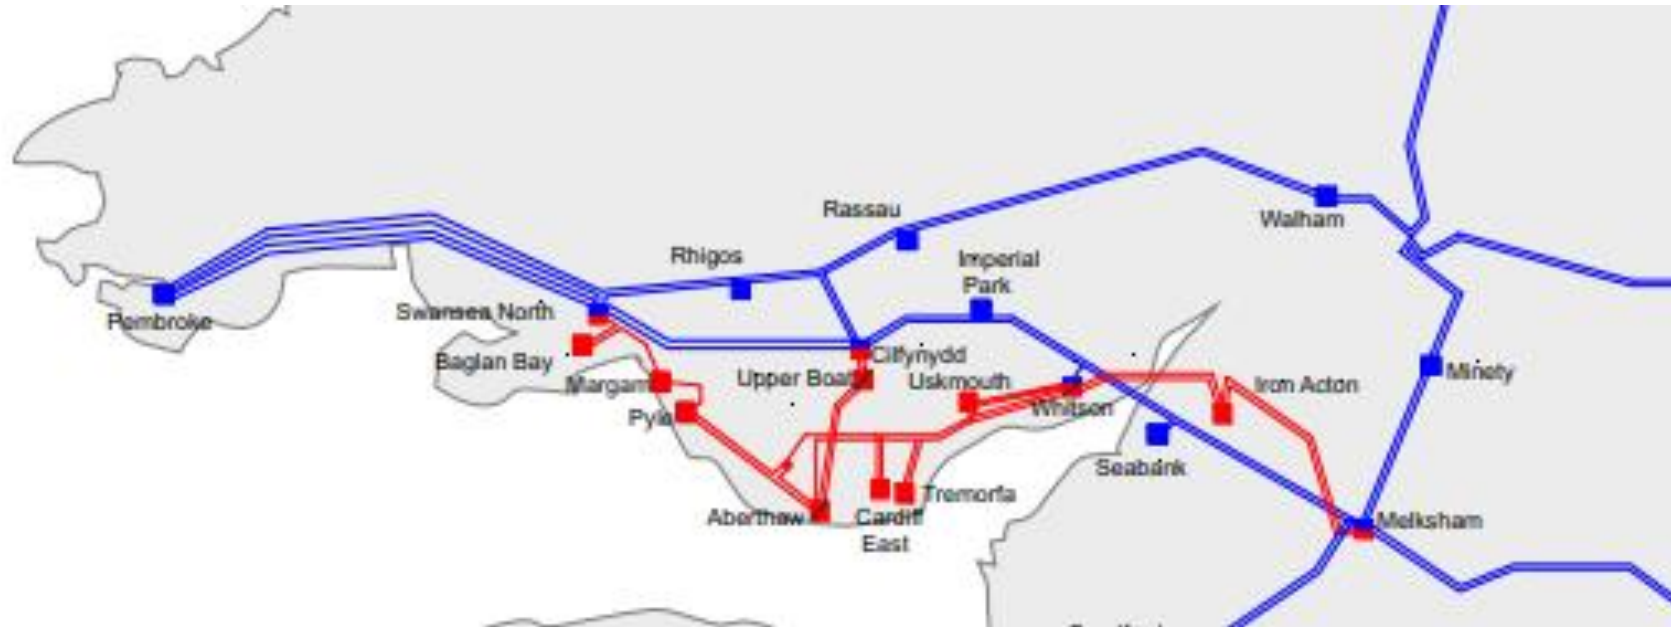 Rassau
Walham
Rhigos
Imperial
Park
Pembroke
Swansea North
Baglan Bay
Cilfynydd
Margam
Upper Boat
Uskmouth
Iron Acton
Minety
Pyle
Whitson
Seabank
Tremorfa
Aberthaw
Cardiff
East
Melksham